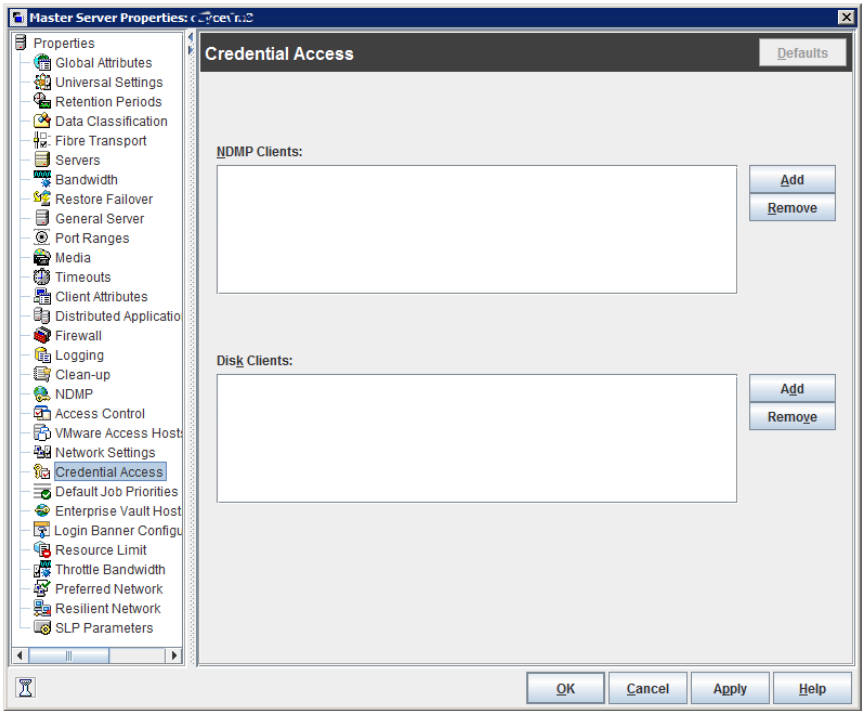 Master Server Properties:
Properties
Global Attributes
Universal Settings
Retention Periods
Data Classification
Fibre Transport
Servers
Bandwidth
Restore Failover
General Server
Port Ranges
Media
Timeouts
Client Attributes
Distributed Applicatio
Firewall
Logging
Clean-up
NDMP
Access Control
VMware Access Hosts
Network Settings
Credential Access
Default Job Priorities
Enterprise Vault Host
Login Banner Configu
Resource Limit
Throttle Bandwidth
Preferred Network
Resilient Network
SLP Parameters
Credential Access
Defaults
NDMP Clients:
Add
Remove
Disk Clients:
Add
Remove
OK
Cancel
Apply
Help